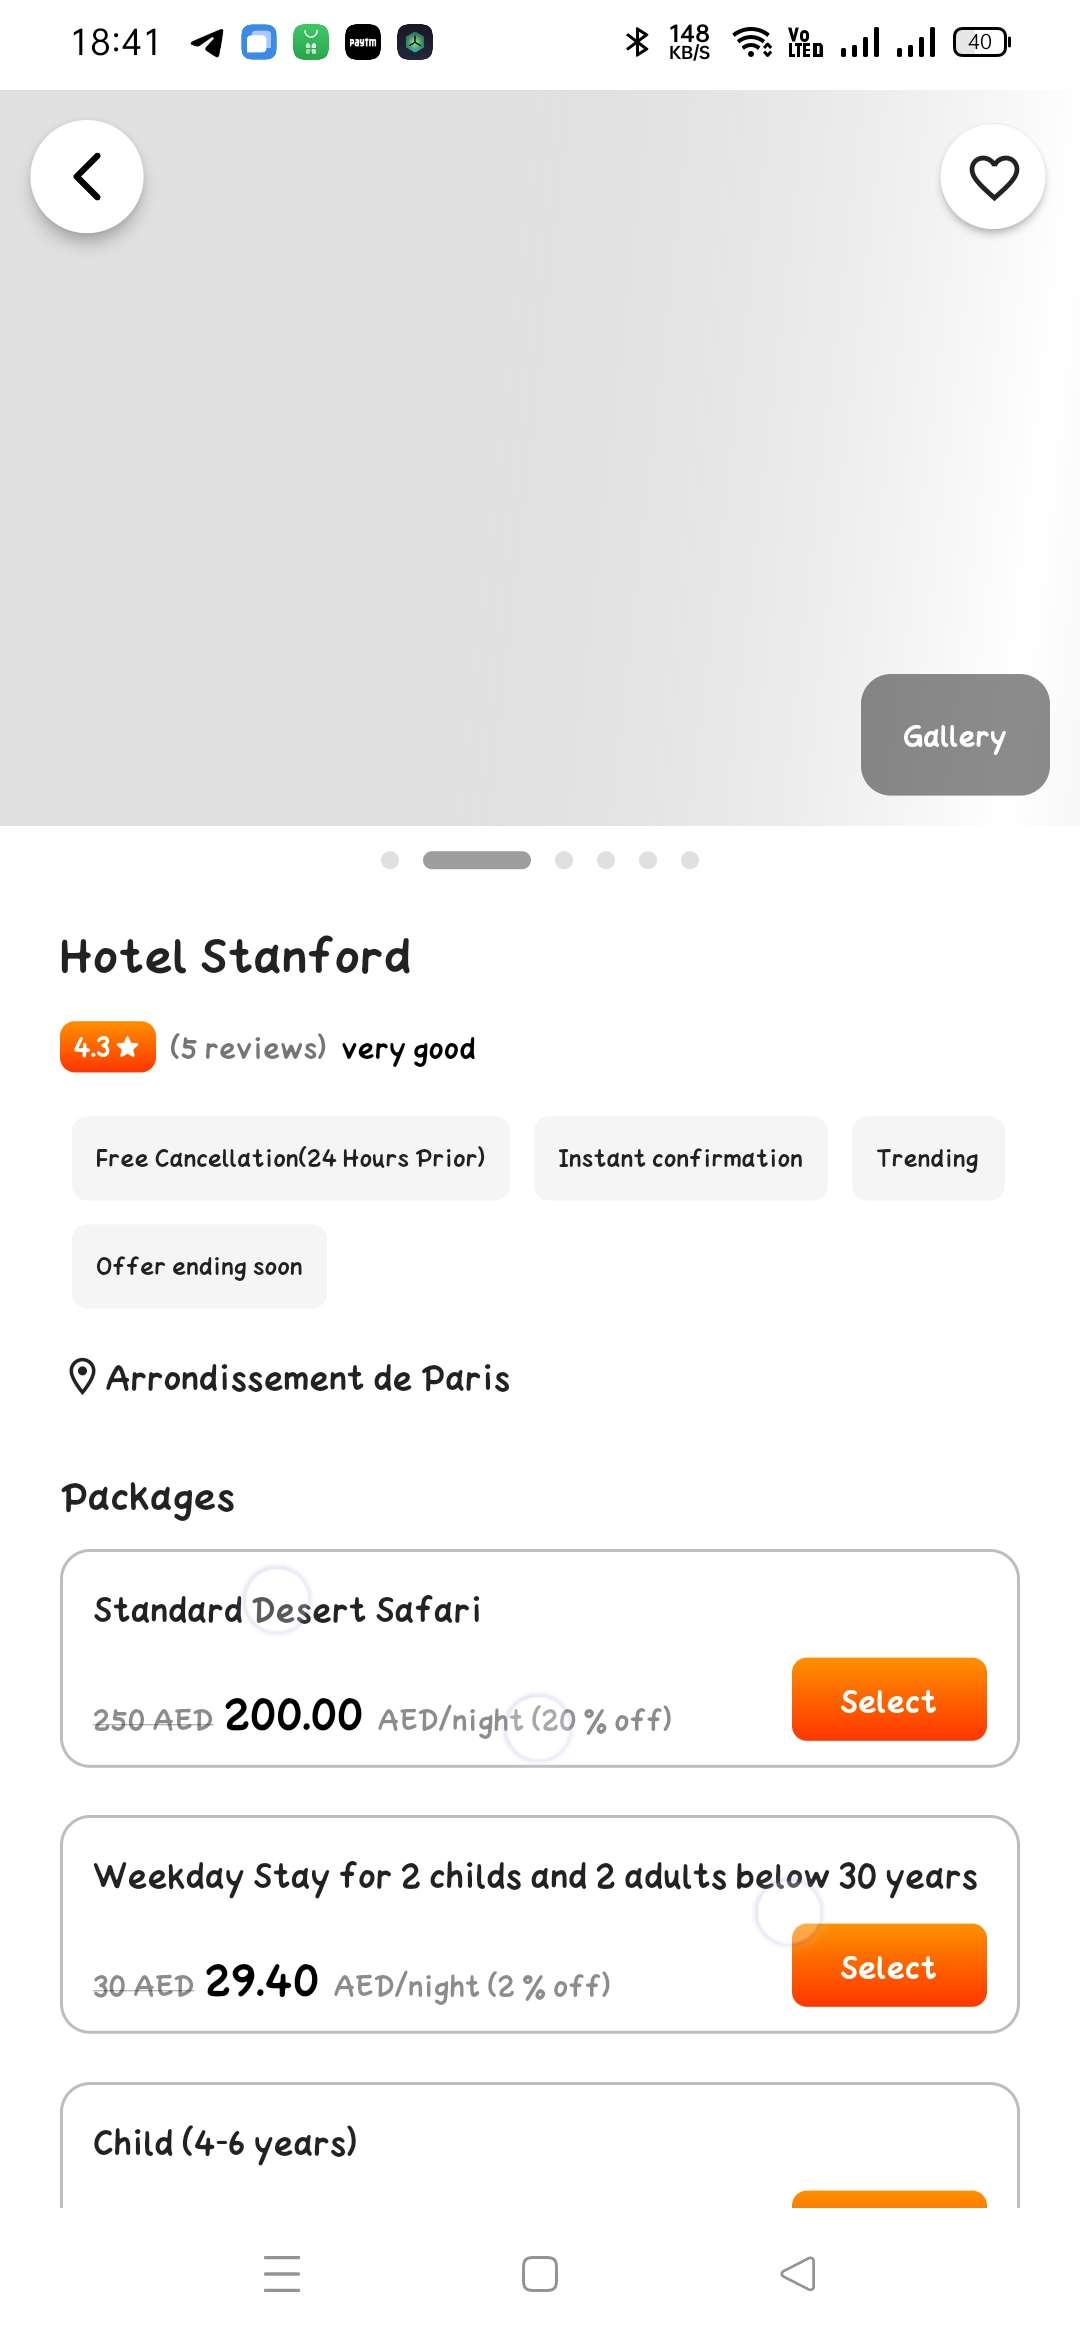 18:41
paytm
148 KB/S
Vo LTED
40
Gallery
Hotel Stanford
4.3 (5 reviews) very good
Free Cancellation(24 Hours Prior)
Instant confirmation
Trending
Offer ending soon
Arrondissement de Paris
Packages
Standard Desert Safari
250 AED 200.00 AED/night (20 % off)
Select
Weekday Stay for 2 childs and 2 adults below 30 years
30 AED 29.40 AED/night (2 % off)
Select
Child (4-6 years)